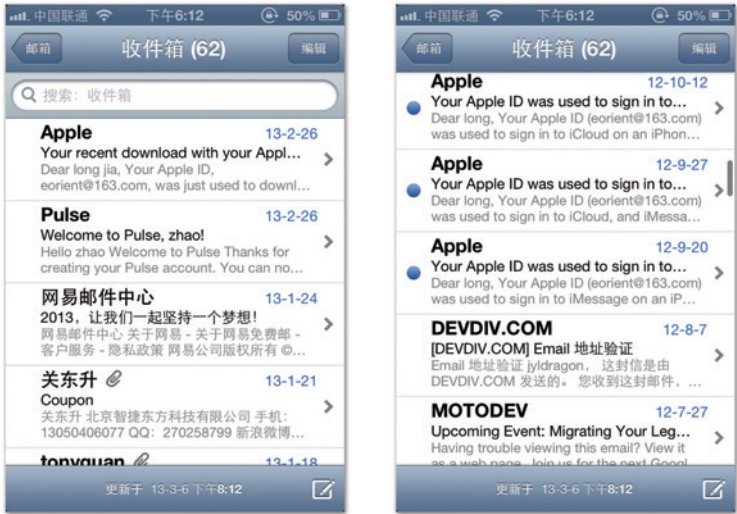 中国联通 下午6:12 50%
邮箱 收件箱 (62) 编辑
搜索：收件箱
Apple 13-2-26
Your recent download with your Appl...
Dear long jia, Your Apple ID,
eorient@163.com, was just used to downl...
Pulse 13-2-26
Welcome to Pulse, zhao!
Hello zhao Welcome to Pulse Thanks for
creating your Pulse account. You can no...
网易邮件中心 13-1-24
2013，让我们一起坚持一个梦想!
网易邮件中心 关于网易 - 关于网易免费邮 -
客户服务 - 隐私政策 网易公司版权所有 ©...
关东升 13-1-21
Coupon
关东升 北京智捷东方科技有限公司 手机：
13050406077 QQ：270258799 新浪微博...
tonyguan 13-1-18
更新于 13-3-6 下午8:12
中国联通 下午6:12 50%
邮箱 收件箱 (62) 编辑
Apple 12-10-12
Your Apple ID was used to sign in to...
Dear long, Your Apple ID (eorient@163.com)
was used to sign in to iCloud on an iPhon...
Apple 12-9-27
Your Apple ID was used to sign in to...
Dear long, Your Apple ID (eorient@163.com)
was used to sign in to iCloud, and iMessa...
Apple 12-9-20
Your Apple ID was used to sign in to...
Dear long, Your Apple ID (eorient@163.com)
was used to sign in to iMessage on an iP...
DEVDIV.COM 12-8-7
[DEVDIV.COM] Email 地址验证
Email 地址验证 jyldragon， 这封信是由
DEVDIV.COM 发送的。 您收到这封邮件，...
MOTODEV 12-7-27
Upcoming Event: Migrating Your Leg...
Having trouble viewing this email? View it
as a web page. Join us for the next Googl
更新于 13-3-6 下午8:12